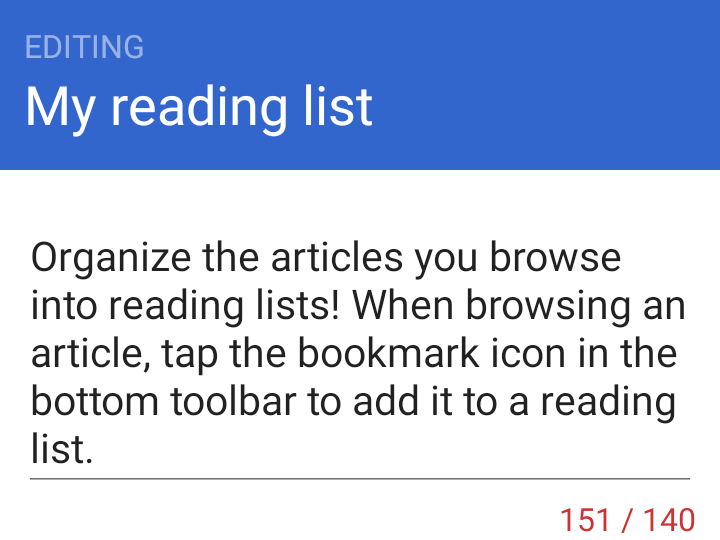 EDITING
My reading list
Organize the articles you browse
into reading lists! When browsing an
article, tap the bookmark icon in the
bottom toolbar to add it to a reading
list.
151 / 140